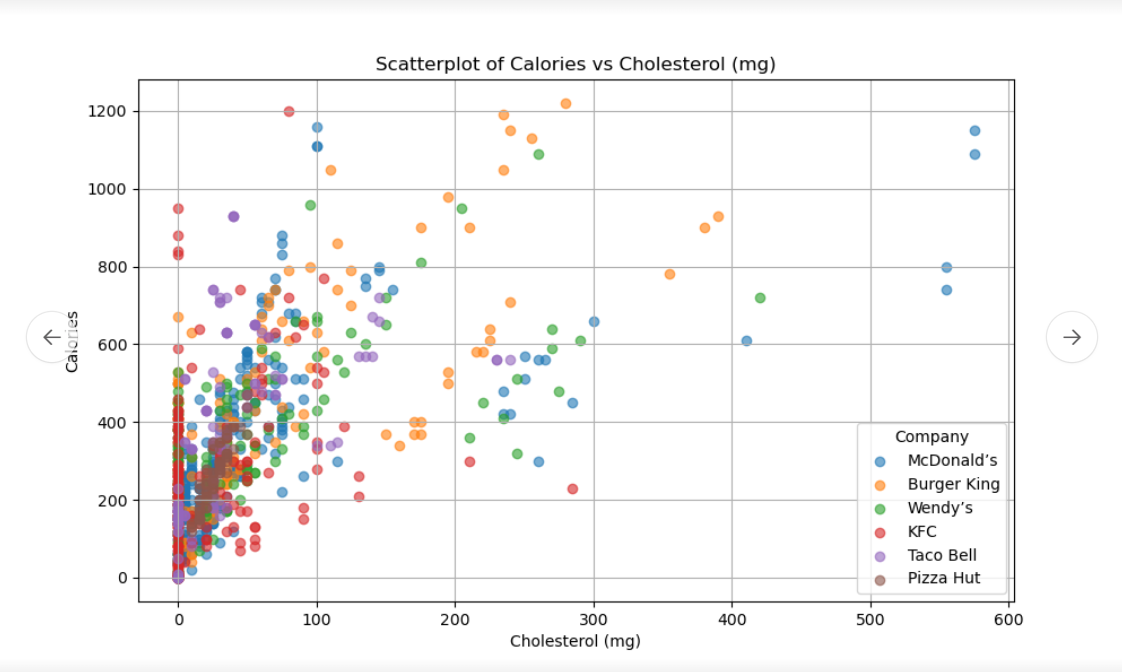 Scatterplot of Calories vs Cholesterol (mg)
Calories
1200
1000
800
600
400
200
0
0 100 200 300 400 500 600
Cholesterol (mg)
Company
McDonald’s
Burger King
Wendy’s
KFC
Taco Bell
Pizza Hut